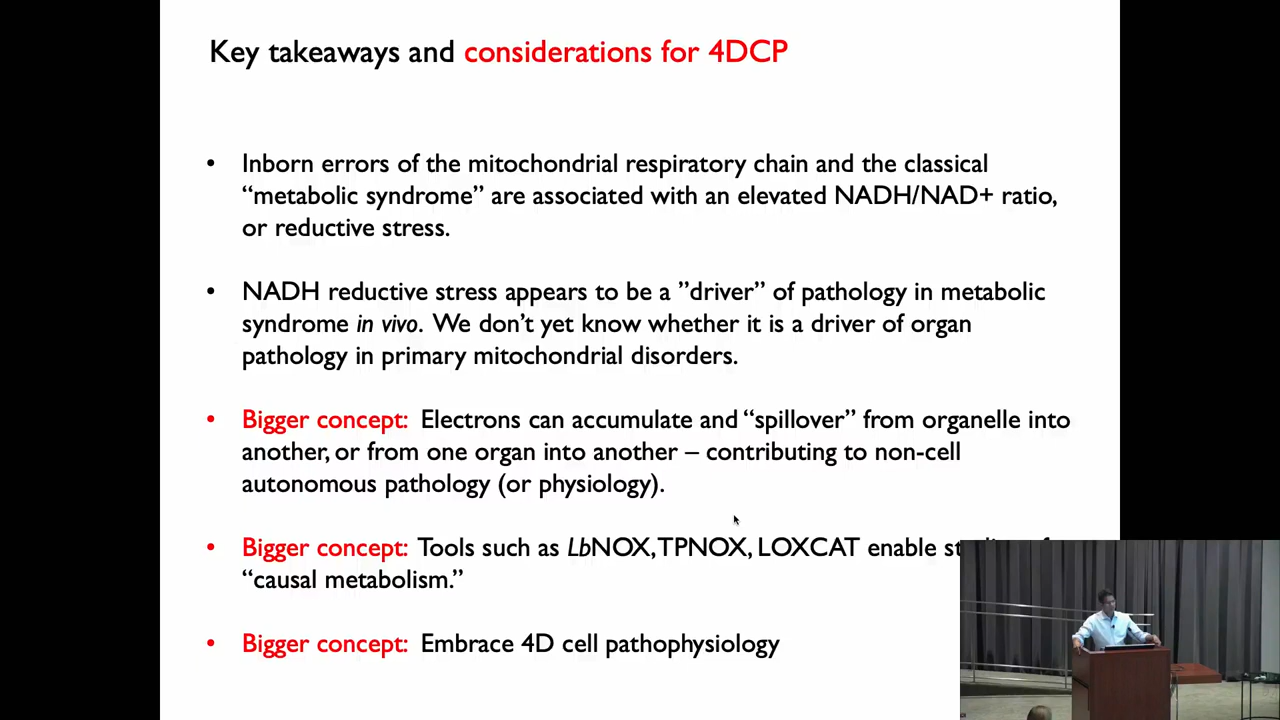 Key takeaways and considerations for 4DCP
• Inborn errors of the mitochondrial respiratory chain and the classical
“metabolic syndrome” are associated with an elevated NADH/NAD+ ratio,
or reductive stress.
• NADH reductive stress appears to be a ”driver” of pathology in metabolic
syndrome in vivo. We don’t yet know whether it is a driver of organ
pathology in primary mitochondrial disorders.
• Bigger concept: Electrons can accumulate and “spillover” from organelle into
another, or from one organ into another – contributing to non-cell
autonomous pathology (or physiology).
• Bigger concept: Tools such as LbNOX, TPNOX, LOXCAT enable
“causal metabolism.”
• Bigger concept: Embrace 4D cell pathophysiology